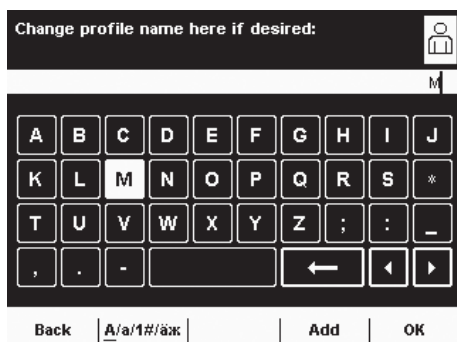 Change profile name here if desired:
M
A B C D E F G H I J
K L M N O P Q R S *
T U V W X Y Z ; : _
, . - ← ◀ ▶
Back A/a/1#/äж Add OK